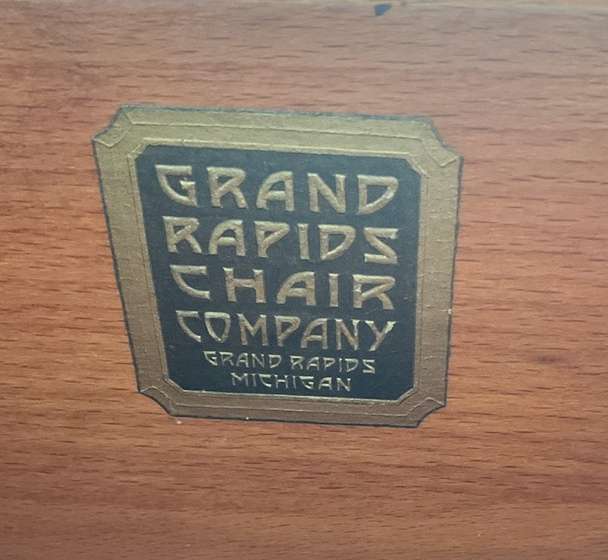 GRAND
RAPIDS
CHAIR
COMPANY
GRAND RAPIDS
MICHIGAN